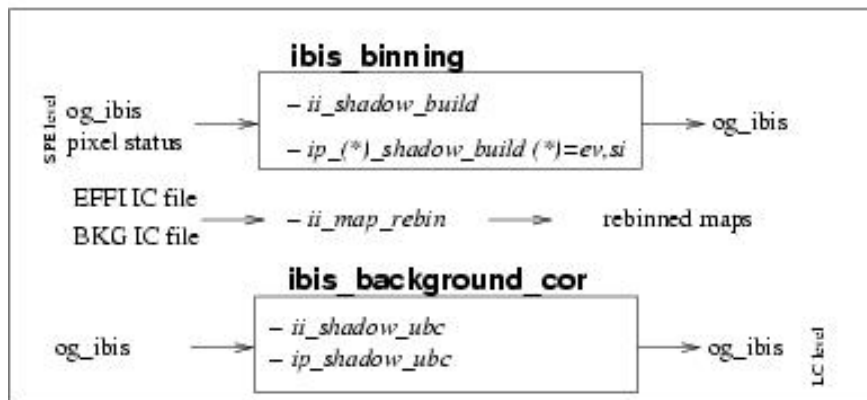 ibis_binning
SPE level
og_ibis
pixel status
– ii_shadow_build
– ip_(*)_shadow_build (*)=ev,si
og_ibis
EFFI IC file
BKG IC file
– ii_map_rebin
rebinned maps
ibis_background_cor
og_ibis
– ii_shadow_ubc
– ip_shadow_ubc
og_ibis
LC level